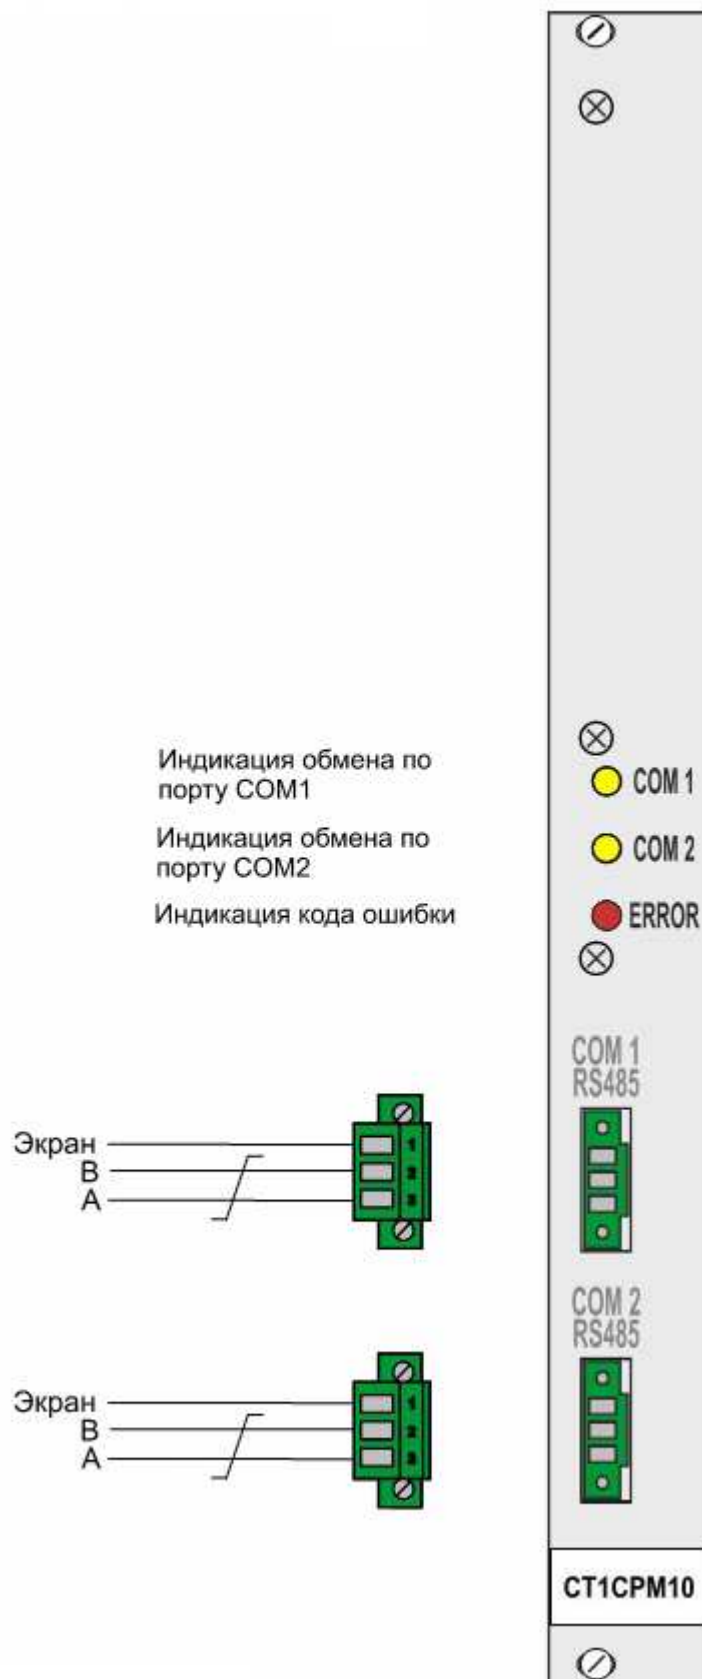 Индикация обмена по
порту COM1
COM 1
Индикация обмена по
порту COM2
COM 2
Индикация кода ошибки
ERROR
COM 1
RS485
Экран
В
А
1
2
3
COM 2
RS485
Экран
В
А
1
2
3
CT1CPM10